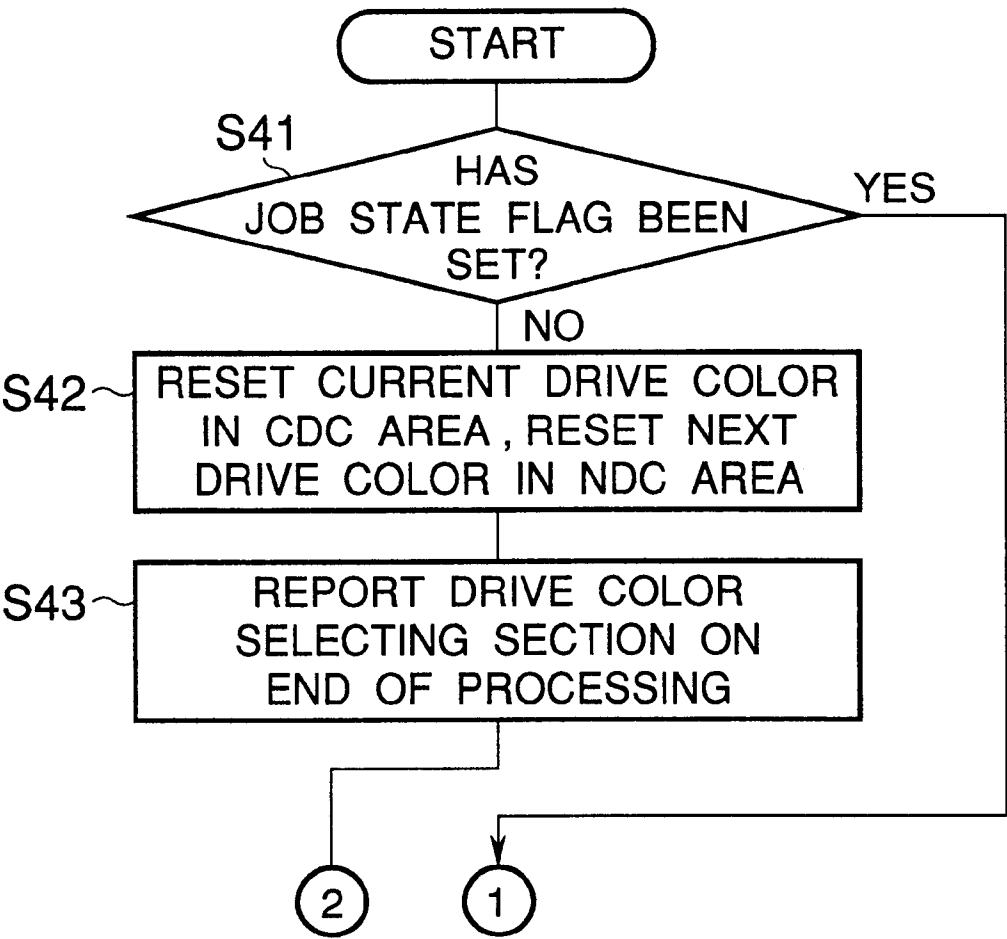 START
S41
HAS
JOB STATE FLAG BEEN
SET?
YES
NO
S42
RESET CURRENT DRIVE COLOR
IN CDC AREA, RESET NEXT
DRIVE COLOR IN NDC AREA
S43
REPORT DRIVE COLOR
SELECTING SECTION ON
END OF PROCESSING
2
1